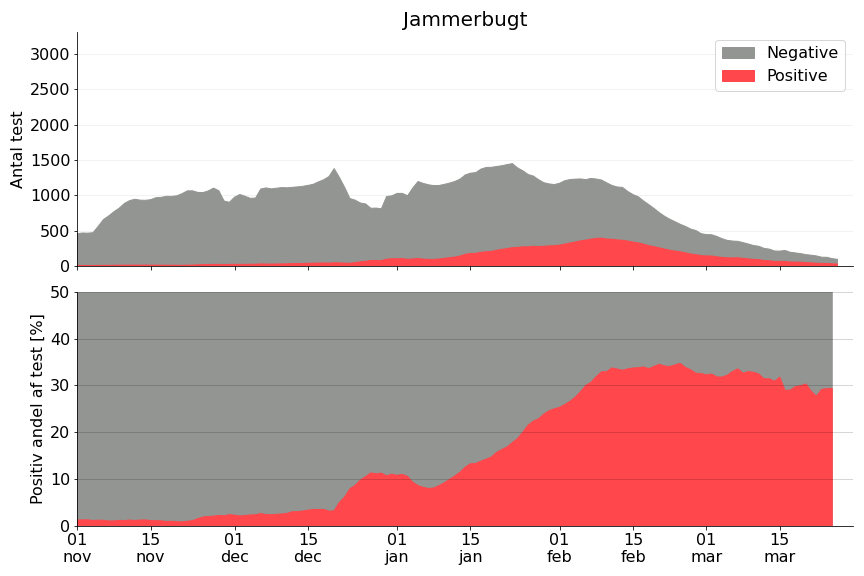 Jammerbugt
Antal test
3000
2500
2000
1500
1000
500
0
Negative
Positive
Positiv andel af test [%]
50
40
30
20
10
0
01 nov
15 nov
01 dec
15 dec
01 jan
15 jan
01 feb
15 feb
01 mar
15 mar